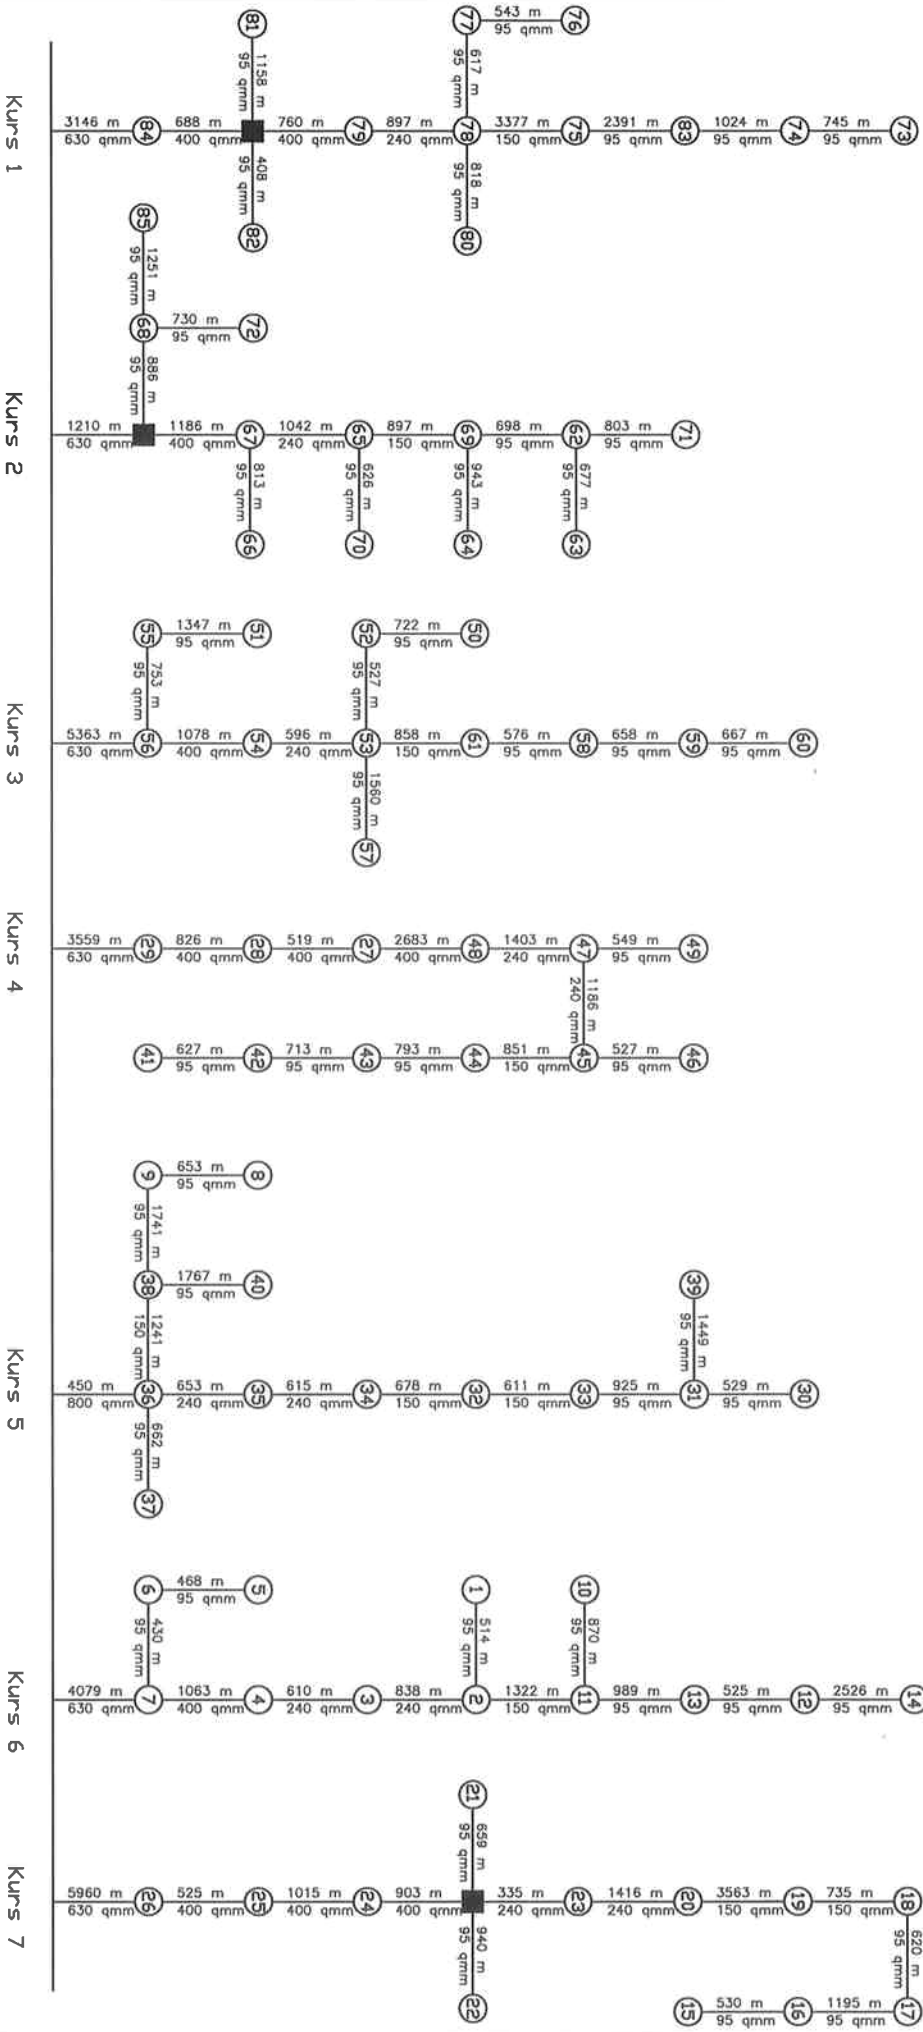 Kurs 1
3146 m
630 qmm
84
688 m
400 qmm
81
1158 m
95 qmm
408 m
95 qmm
82
760 m
400 qmm
79
897 m
240 qmm
78
77
617 m
95 qmm
543 m
95 qmm
76
818 m
95 qmm
80
3377 m
150 qmm
75
2391 m
95 qmm
83
1024 m
95 qmm
74
745 m
95 qmm
73
Kurs 2
1210 m
630 qmm
85
1251 m
95 qmm
68
886 m
95 qmm
730 m
95 qmm
72
1186 m
400 qmm
67
813 m
95 qmm
66
1042 m
240 qmm
65
626 m
95 qmm
70
897 m
150 qmm
69
943 m
95 qmm
64
698 m
95 qmm
62
677 m
95 qmm
63
803 m
95 qmm
71
Kurs 3
5363 m
630 qmm
56
55
753 m
95 qmm
1347 m
95 qmm
51
1078 m
400 qmm
54
596 m
240 qmm
53
52
527 m
95 qmm
722 m
95 qmm
50
1560 m
95 qmm
57
858 m
150 qmm
61
576 m
95 qmm
58
658 m
95 qmm
59
667 m
95 qmm
60
Kurs 4
3559 m
630 qmm
29
826 m
400 qmm
28
519 m
400 qmm
27
2683 m
400 qmm
48
1403 m
240 qmm
47
549 m
95 qmm
49
1186 m
240 qmm
41
627 m
95 qmm
42
713 m
95 qmm
43
793 m
95 qmm
44
851 m
150 qmm
45
527 m
95 qmm
46
Kurs 5
450 m
800 qmm
36
9
653 m
95 qmm
8
1741 m
95 qmm
38
1767 m
95 qmm
40
1241 m
150 qmm
662 m
95 qmm
37
653 m
240 qmm
35
615 m
240 qmm
34
678 m
150 qmm
32
611 m
150 qmm
33
925 m
95 qmm
31
39
1449 m
95 qmm
529 m
95 qmm
30
Kurs 6
4079 m
630 qmm
7
6
430 m
95 qmm
468 m
95 qmm
5
1063 m
400 qmm
4
610 m
240 qmm
3
838 m
240 qmm
2
1
514 m
95 qmm
1322 m
150 qmm
11
10
870 m
95 qmm
989 m
95 qmm
13
525 m
95 qmm
12
2526 m
95 qmm
14
Kurs 7
5960 m
630 qmm
26
525 m
400 qmm
25
1015 m
400 qmm
24
903 m
400 qmm
21
659 m
95 qmm
940 m
95 qmm
22
335 m
240 qmm
23
1416 m
240 qmm
20
3563 m
150 qmm
19
735 m
150 qmm
18
620 m
95 qmm
17
1195 m
95 qmm
16
530 m
95 qmm
15